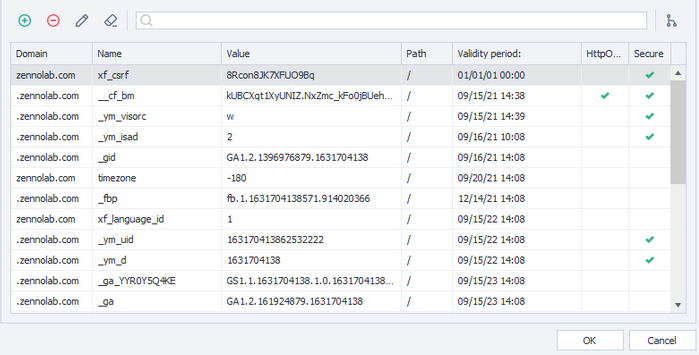 Domain Name Value Path Validity period: HttpO... Secure
zennolab.com xf_csrf 8Rcon8JK7XFUO9Bq / 01/01/01 00:00
.zennolab.com __cf_bm kUBCXqt1XyUNIZ.NxZmc_kFo0jBUeh... / 09/15/21 14:38
.zennolab.com _ym_visorc w / 09/15/21 14:39
.zennolab.com _ym_isad 2 / 09/16/21 10:08
.zennolab.com _gid GA1.2.1396976879.1631704138 / 09/16/21 14:08
zennolab.com timezone -180 / 09/20/21 14:08
.zennolab.com _fbp fb.1.1631704138571.914020366 / 12/14/21 14:08
zennolab.com xf_language_id 1 / 09/15/22 14:08
.zennolab.com _ym_uid 163170413862532222 / 09/15/22 14:08
.zennolab.com _ym_d 1631704138 / 09/15/22 14:08
.zennolab.com _ga_YYR0Y5Q4KE GS1.1.1631704138.1.0.1631704138... / 09/15/23 14:08
.zennolab.com _ga GA1.2.161924879.1631704138 / 09/15/23 14:08
OK Cancel